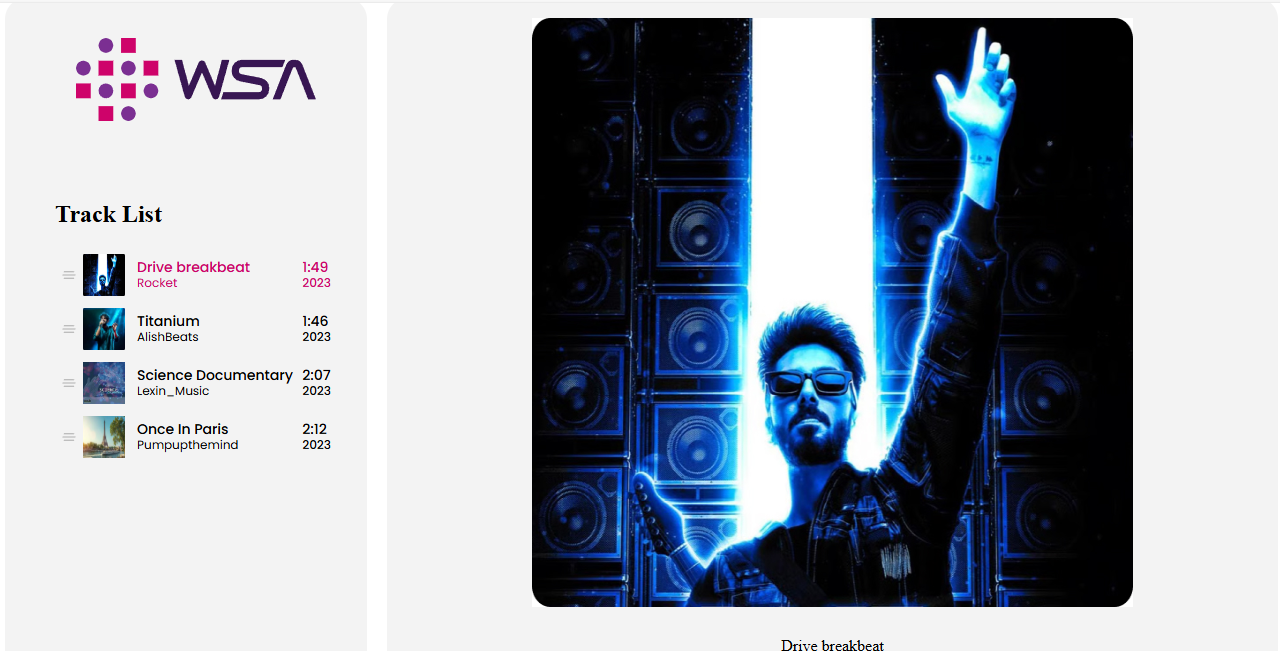 WSA
Track List
Drive breakbeat 1:49
Rocket 2023
Titanium 1:46
AlishBeats 2023
Science Documentary 2:07
Lexin_Music 2023
Once In Paris 2:12
Pumpupthemind 2023
Drive breakbeat